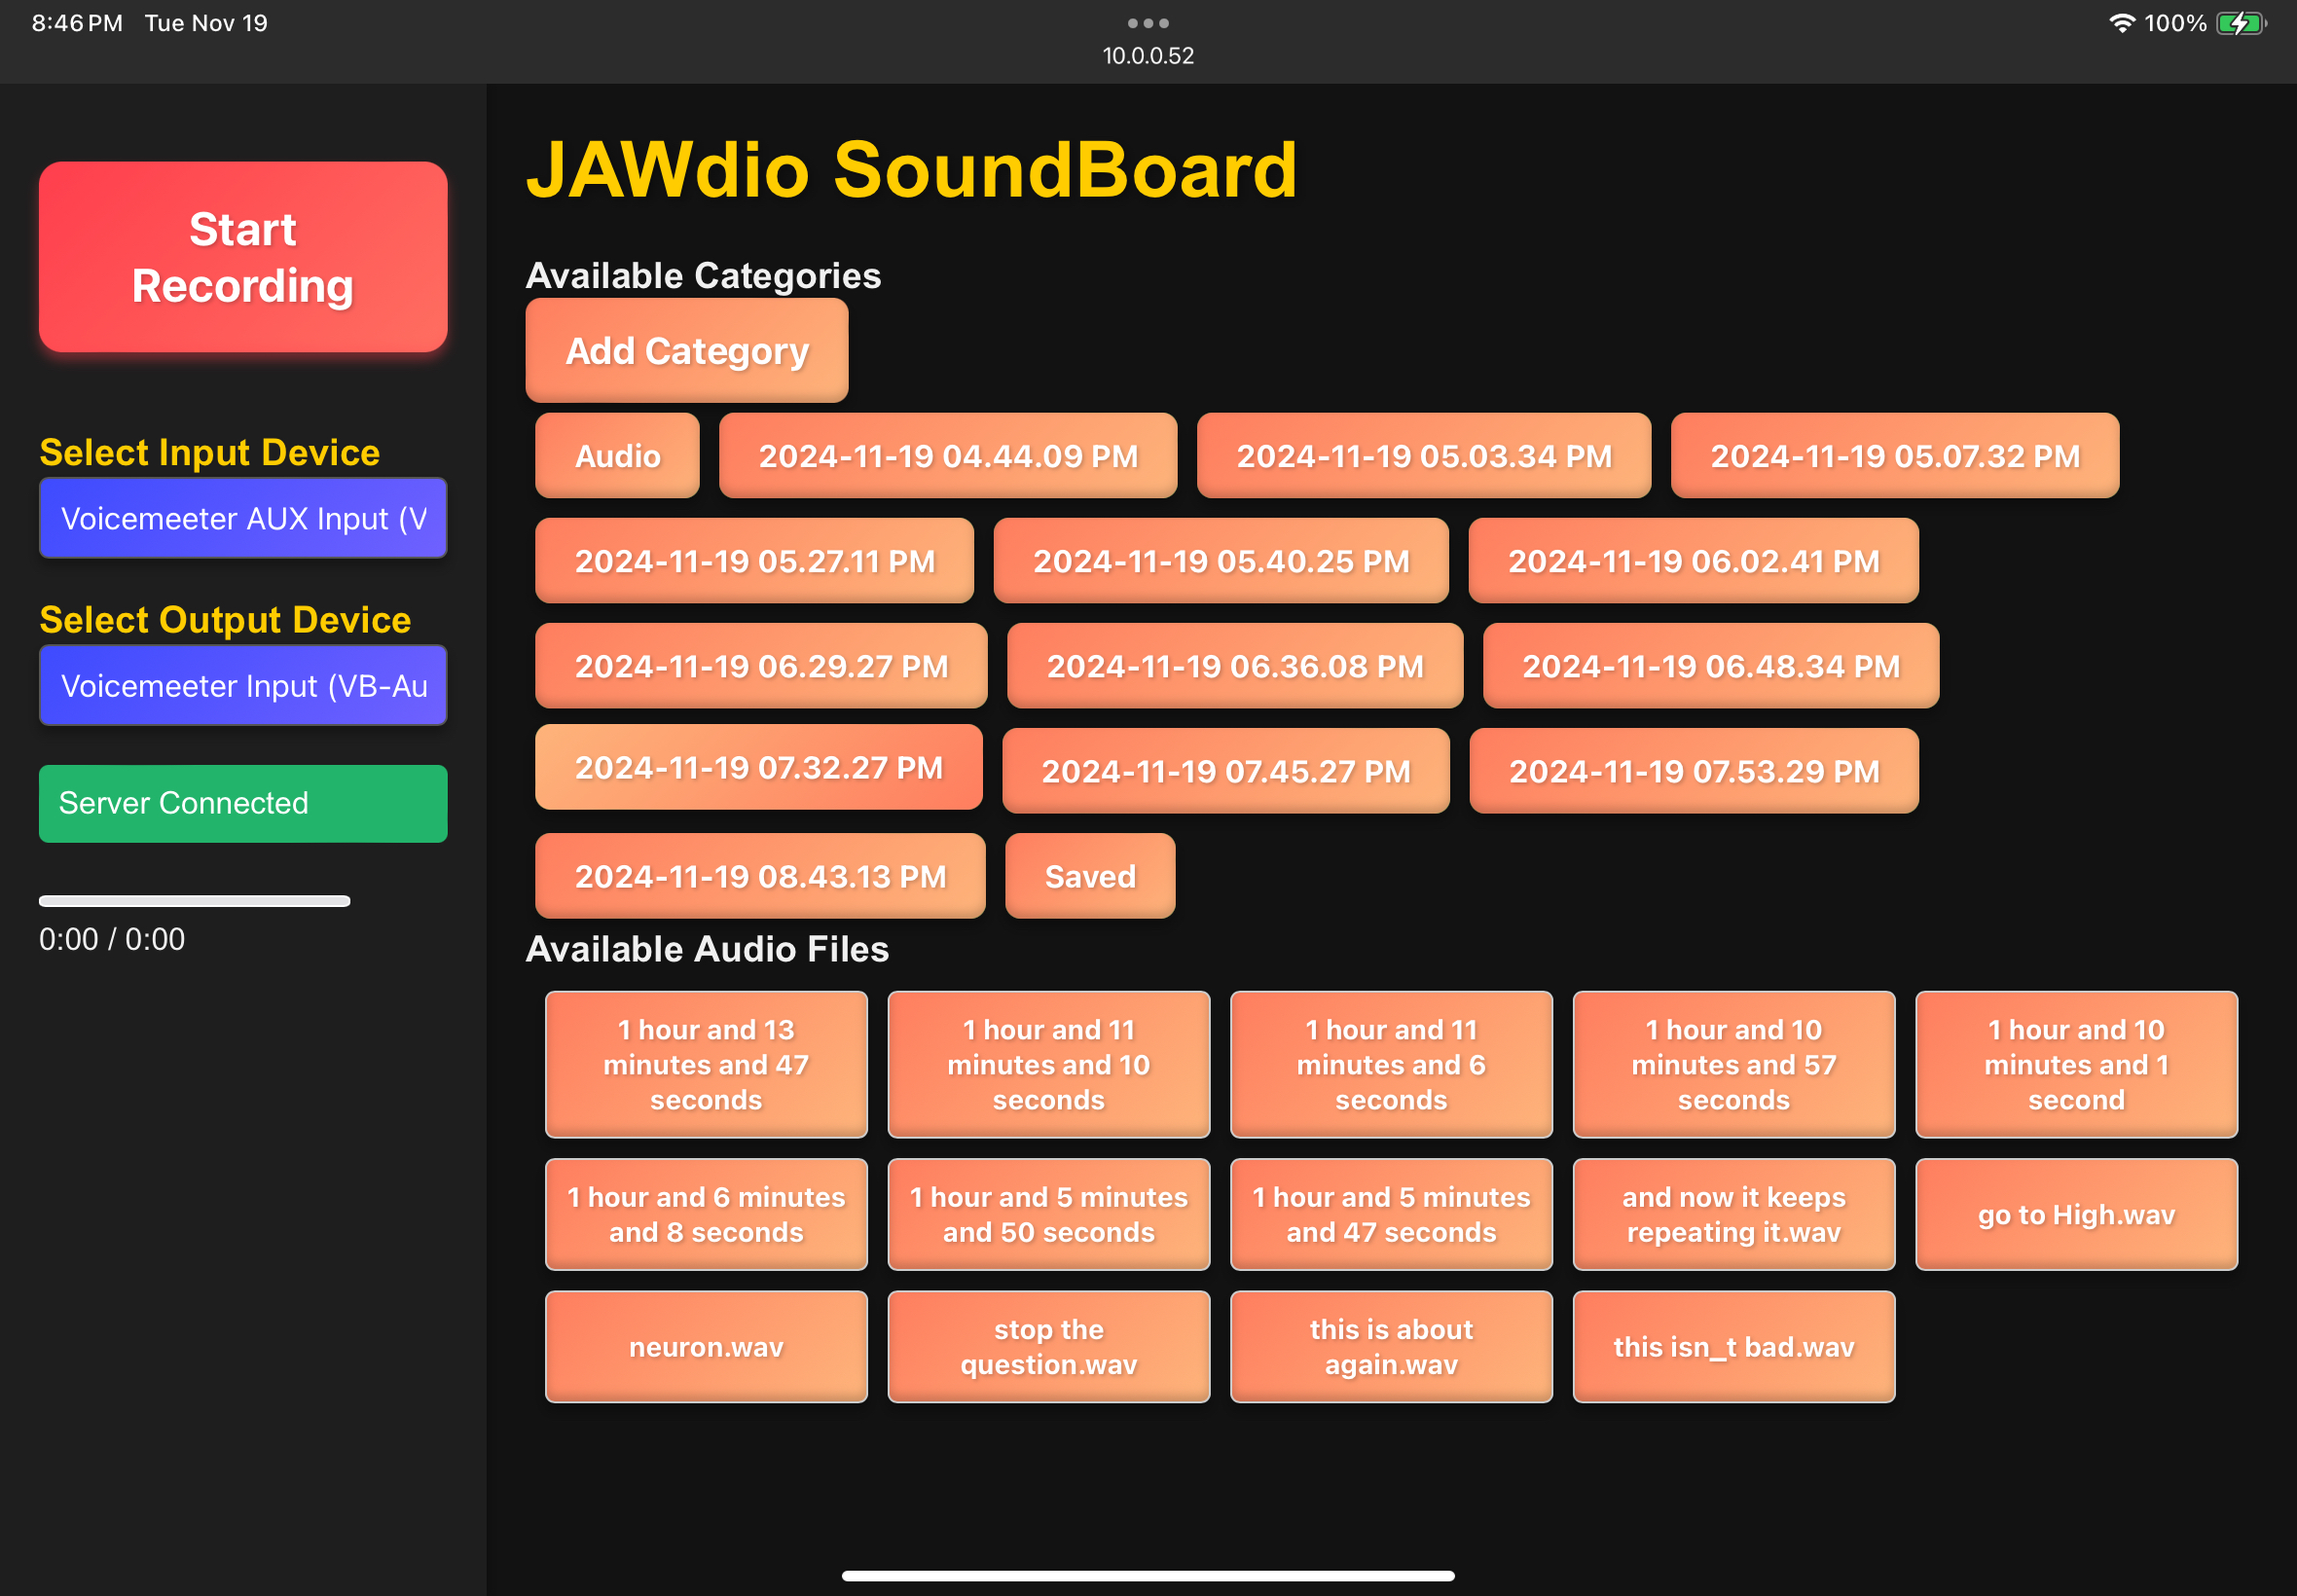 8:46 PM Tue Nov 19
100%
10.0.0.52
Start
Recording
Select Input Device
Voicemeeter AUX Input (V
Select Output Device
Voicemeeter Input (VB-Au
Server Connected
0:00 / 0:00
JAWdio SoundBoard
Available Categories
Add Category
Audio
2024-11-19 04.44.09 PM
2024-11-19 05.03.34 PM
2024-11-19 05.07.32 PM
2024-11-19 05.27.11 PM
2024-11-19 05.40.25 PM
2024-11-19 06.02.41 PM
2024-11-19 06.29.27 PM
2024-11-19 06.36.08 PM
2024-11-19 06.48.34 PM
2024-11-19 07.32.27 PM
2024-11-19 07.45.27 PM
2024-11-19 07.53.29 PM
2024-11-19 08.43.13 PM
Saved
Available Audio Files
1 hour and 13
minutes and 47
seconds
1 hour and 11
minutes and 10
seconds
1 hour and 11
minutes and 6
seconds
1 hour and 10
minutes and 57
seconds
1 hour and 10
minutes and 1
second
1 hour and 6 minutes
and 8 seconds
1 hour and 5 minutes
and 50 seconds
1 hour and 5 minutes
and 47 seconds
and now it keeps
repeating it.wav
go to High.wav
neuron.wav
stop the
question.wav
this is about
again.wav
this isn_t bad.wav